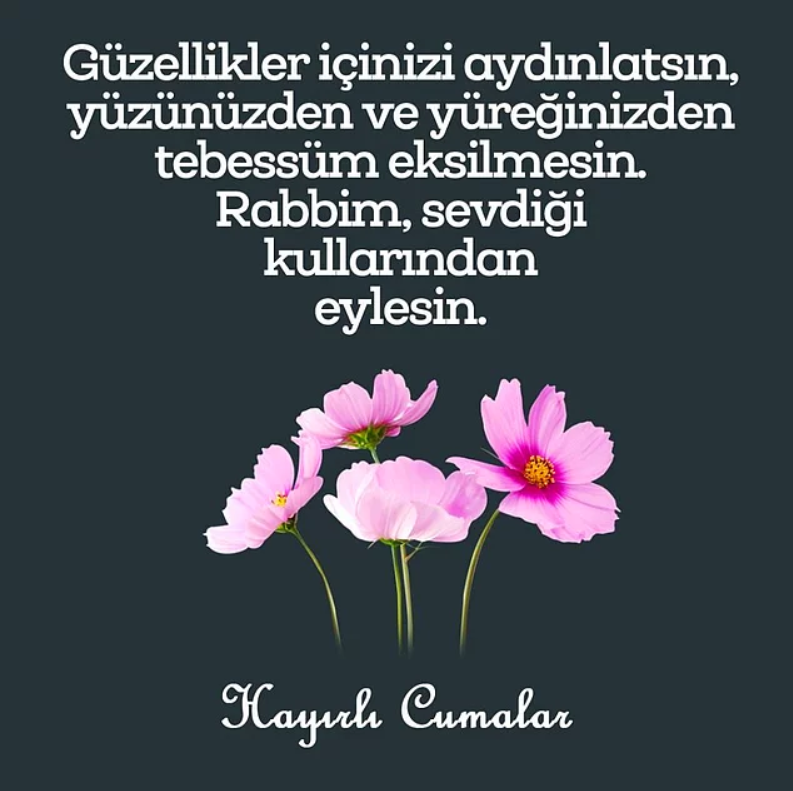 Güzellikler içinizi aydınlatsın,
yüzünüzden ve yüreğinizden
tebessüm eksilmesin.
Rabbim, sevdiği
kullarından
eylesin.
Hayırlı Cumalar